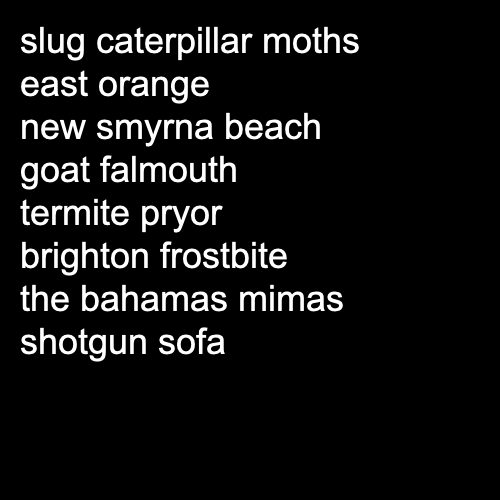 slug caterpillar moths
east orange
new smyrna beach
goat falmouth
termite pryor
brighton frostbite
the bahamas mimas
shotgun sofa